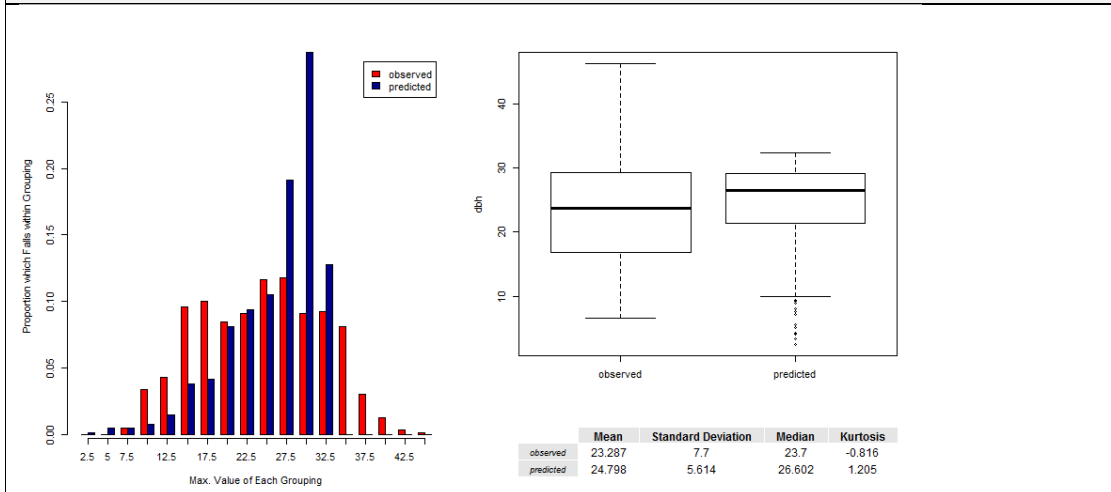 observed
predicted
Proportion which Falls within Grouping
0.25
0.20
0.15
0.10
0.05
0.00
2.5 5 7.5 12.5 17.5 22.5 27.5 32.5 37.5 42.5
Max. Value of Each Grouping
dbh
40
30
20
10
observed predicted
Mean Standard Deviation Median Kurtosis
observed 23.287 7.7 23.7 -0.816
predicted 24.798 5.614 26.602 1.205